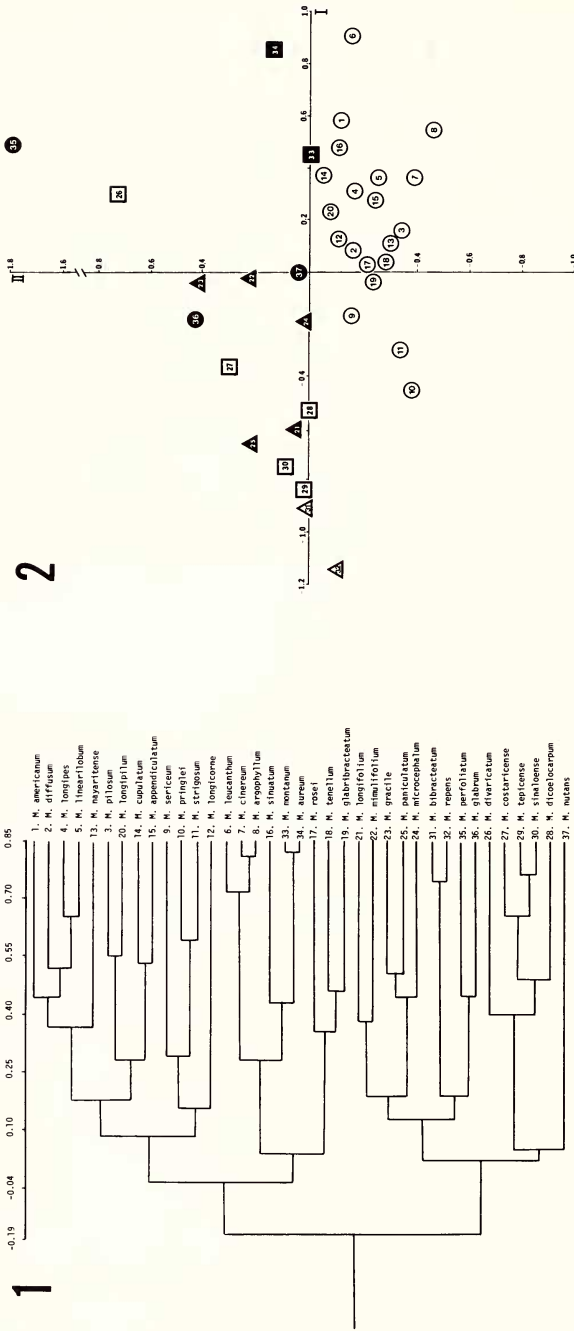 1
-0.19
-0.04
0.10
0.25
0.40
0.55
0.70
0.85
1. M. americanum
2. M. diffusum
4. M. longipes
5. M. linearilobum
13. M. nayaritense
3. M. pilosum
20. M. longipilum
14. M. cupulatum
15. M. appendiculatum
9. M. sericeum
10. M. pringlei
11. M. strigosum
12. M. longicorne
6. M. leucanthum
7. M. cinereum
8. M. argophyllum
16. M. sinuatum
33. M. montanum
34. M. aureum
17. M. rosei
18. M. tenellum
19. M. glabribracteatum
21. M. longifolium
22. M. mimulifolium
23. M. gracile
25. M. paniculatum
24. M. microcephalum
31. M. bibracteatum
32. M. repens
35. M. perfoliatum
36. M. glabrum
26. M. divaricatum
27. M. costaricense
29. M. tepicense
30. M. sinaloense
28. M. dicoelocarpum
37. M. nutans
2
-1.8
II
-1.6
-0.8
-0.6
-0.4
-0.4
-0.6
-0.8
-1.0
-1.2
-1.0
-0.4
0.2
0.4
0.6
0.8
1.0
I
35
26
34
33
6
1
16
8
14
5
7
4
15
20
12
3
2
13
17
18
19
37
36
27
24
9
11
10
28
30
29